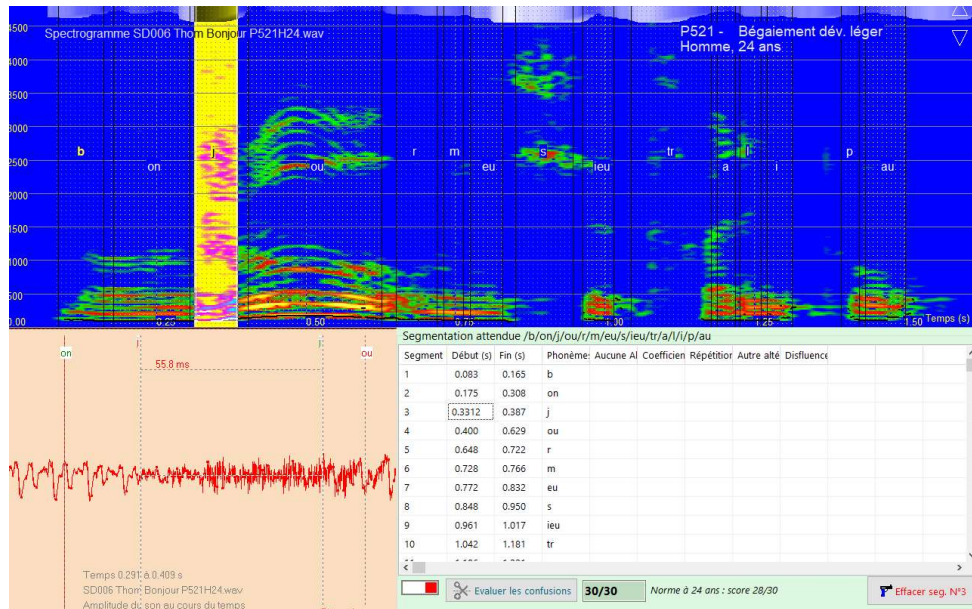 4500
Spectrogramme SD006 Thom Bonjour P521H24.wav
P521 - Bégaiement dév. léger
Homme, 24 ans
4000
3500
3000
b j r m s tr l p
on ou eu ieu a i au
2500
2000
1500
1000
500
0.25 0.50 0.75 1.00 1.25 1.50 Temps (s)
on j j ou
55.8 ms
Temps 0.291 à 0.409 s
SD006 Thom Bonjour P521H24.wav
Amplitude du son au cours du temps
Segmentation attendue /b/on/j/ou/r/m/eu/s/ieu/tr/a/l/i/p/au
Segment Début (s) Fin (s) Phonème: Aucune Al Coefficien Répétition Autre alté Disfluence
1 0.083 0.165 b
2 0.175 0.308 on
3 0.3312 0.387 j
4 0.400 0.629 ou
5 0.648 0.722 r
6 0.728 0.766 m
7 0.772 0.832 eu
8 0.848 0.950 s
9 0.961 1.017 ieu
10 1.042 1.181 tr
Evaluer les confusions 30/30 Norme à 24 ans : score 28/30 Effacer seg. N°3